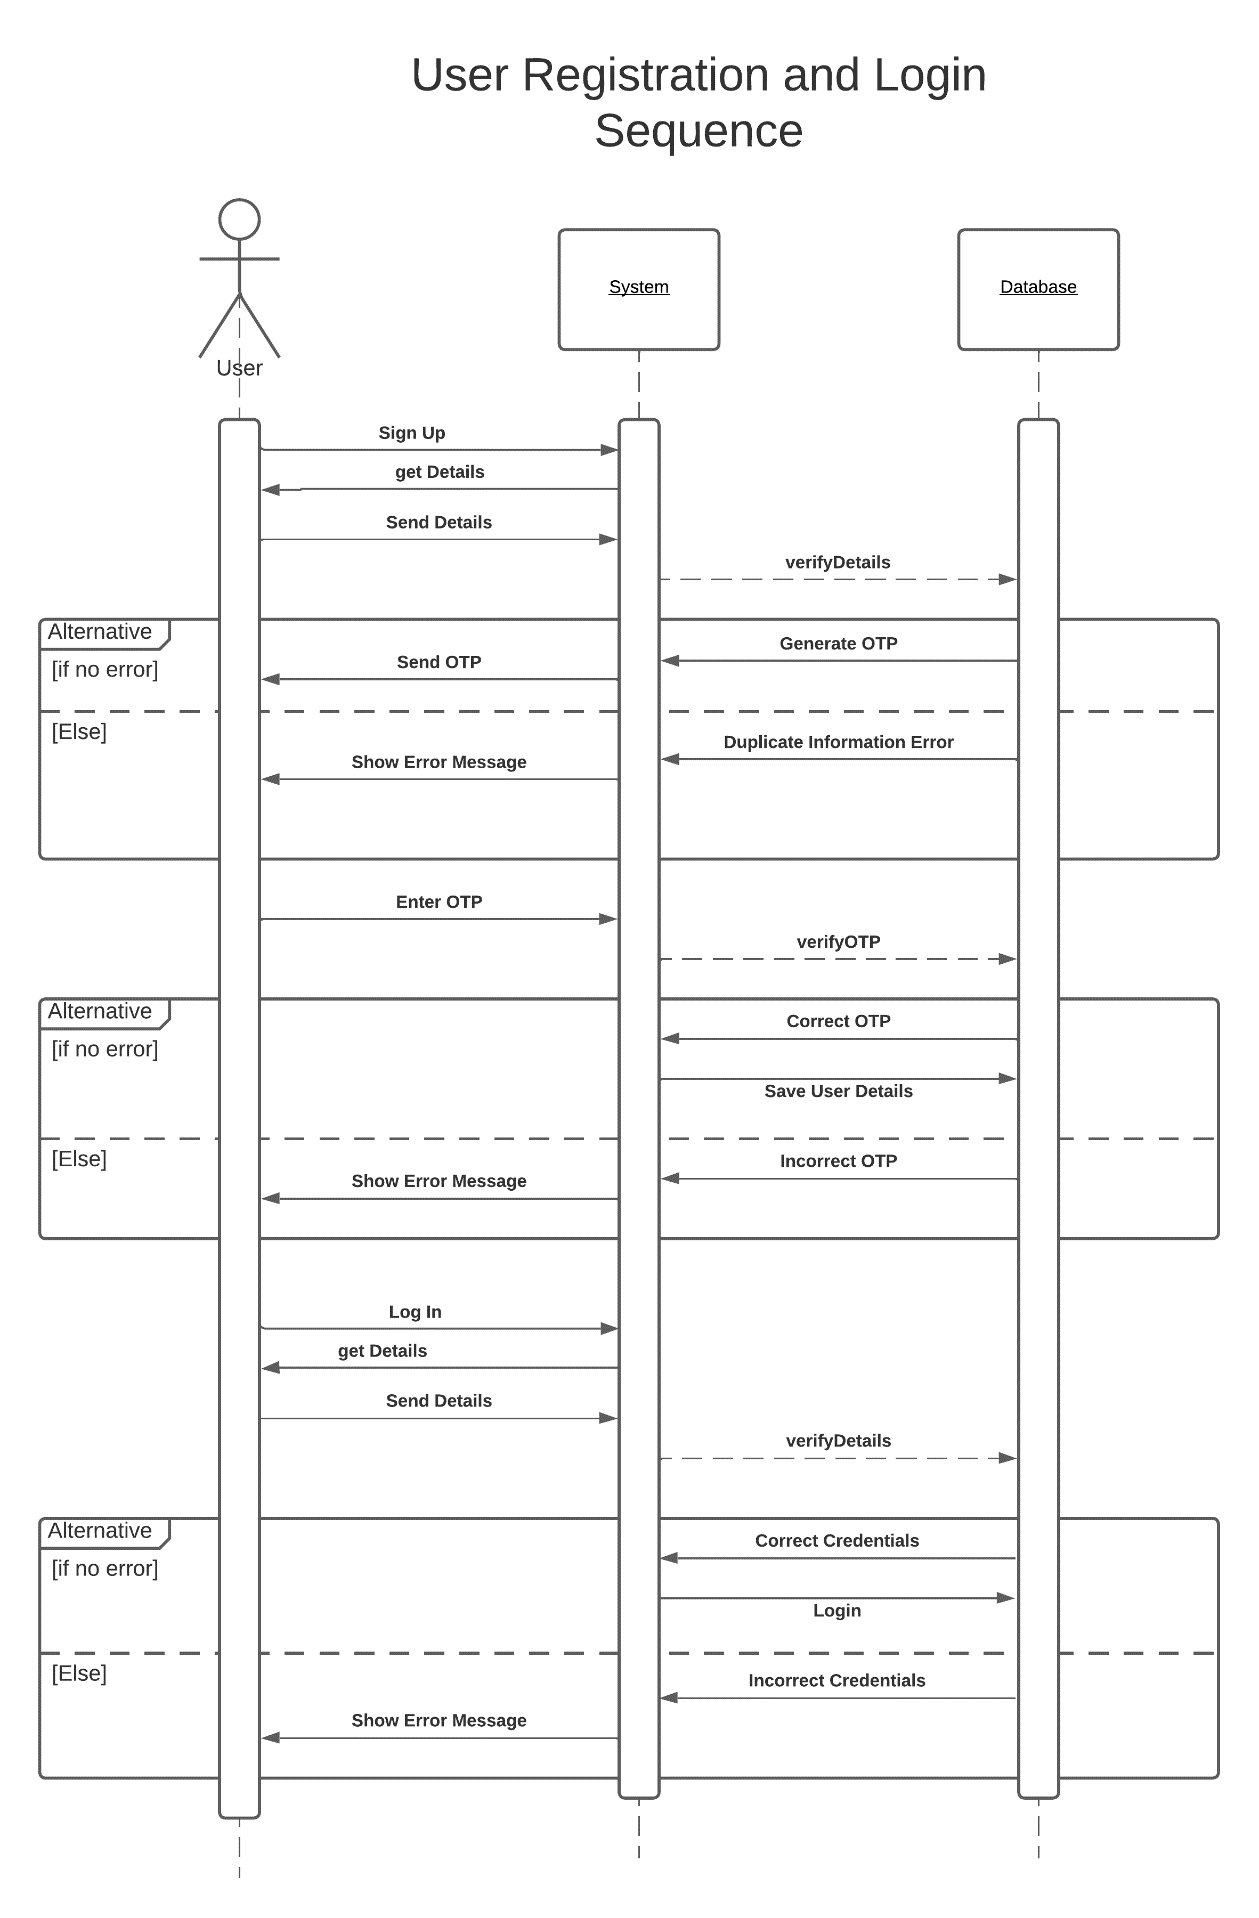 User Registration and Login
Sequence
User
System
Database
Sign Up
get Details
Send Details
verifyDetails
Alternative
[if no error]
Generate OTP
Send OTP
[Else]
Duplicate Information Error
Show Error Message
Enter OTP
verifyOTP
Alternative
[if no error]
Correct OTP
Save User Details
[Else]
Incorrect OTP
Show Error Message
Log In
get Details
Send Details
verifyDetails
Alternative
[if no error]
Correct Credentials
Login
[Else]
Incorrect Credentials
Show Error Message